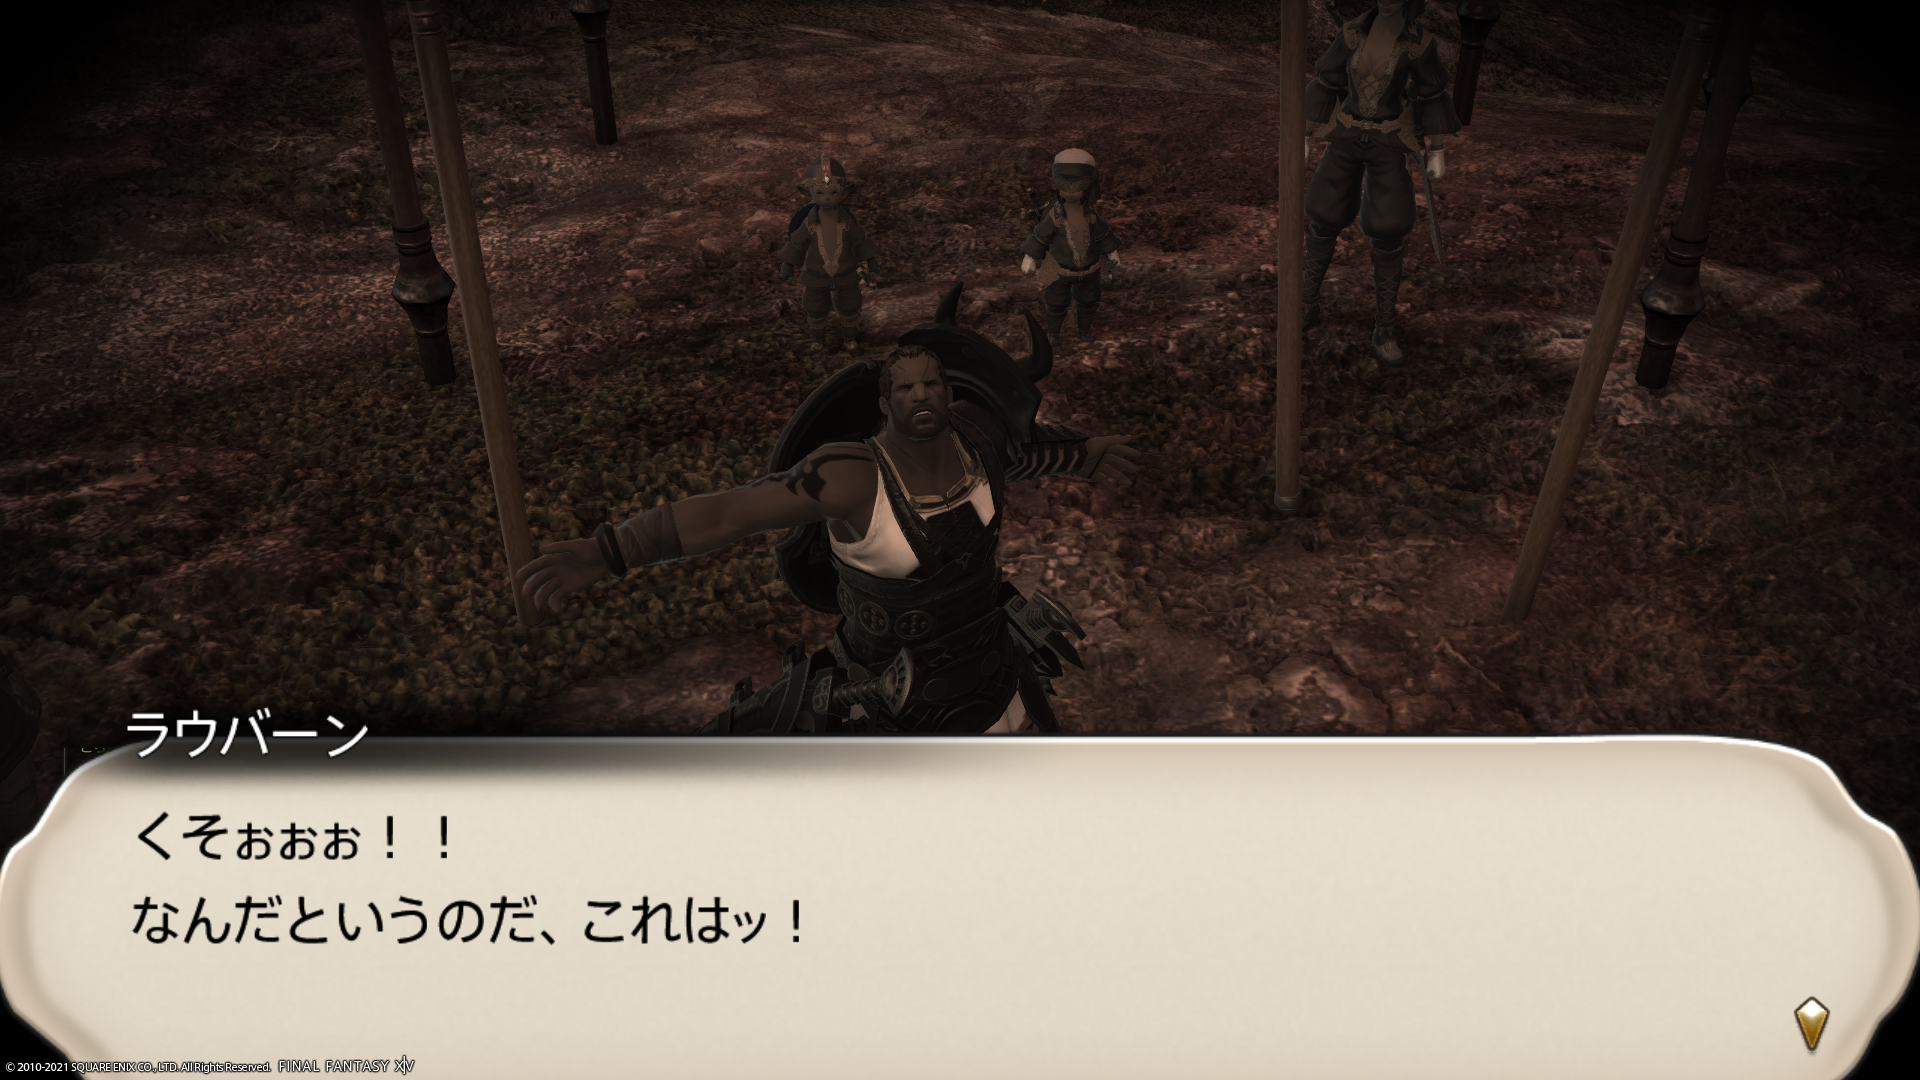 ラウバーン
くそぉぉぉ！！
なんだというのだ、これはッ！
© 2010-2021 SQUARE ENIX CO., LTD. All Rights Reserved. FINAL FANTASY XIV